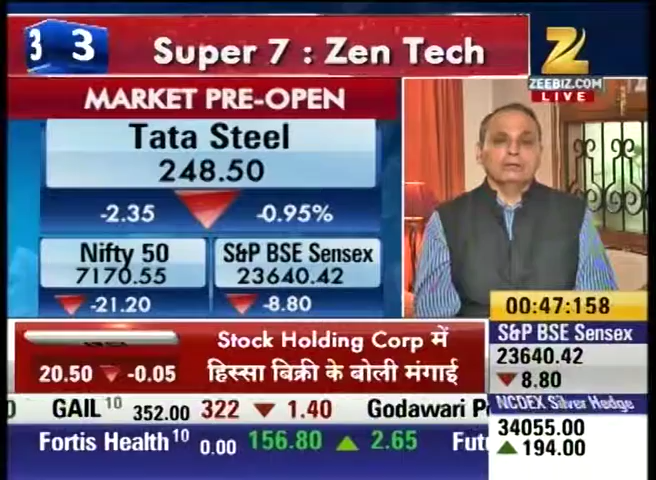 3 3
Super 7 : Zen Tech
ZEEBIZ.COM
LIVE
MARKET PRE-OPEN
Tata Steel
248.50
-2.35 -0.95%
Nifty 50
7170.55
-21.20
S&P BSE Sensex
23640.42
-8.80
00:47:158
S&P BSE Sensex
23640.42
8.80
NCDEX Silver Hedge
34055.00
194.00
20.50 -0.05
Stock Holding Corp में
हिस्सा बिक्री के बोली मंगाई
0 GAIL 10 352.00 322 1.40 Godawari P
Fortis Health 10 0.00 156.80 2.65 Fut